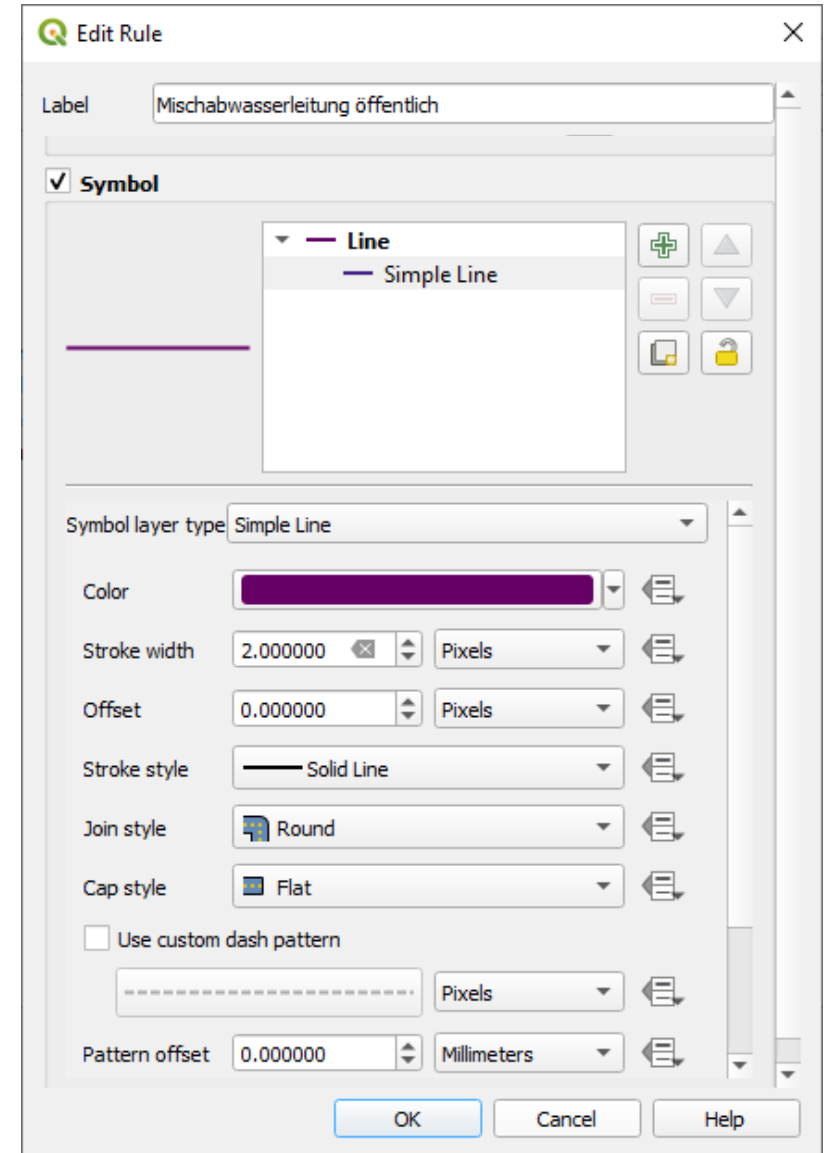 Edit Rule
Label Mischabwasserleitung öffentlich
Symbol
Line
Simple Line
Symbol layer type Simple Line
Color
Stroke width 2.000000 Pixels
Offset 0.000000 Pixels
Stroke style Solid Line
Join style Round
Cap style Flat
Use custom dash pattern
Pixels
Pattern offset 0.000000 Millimeters
OK Cancel Help